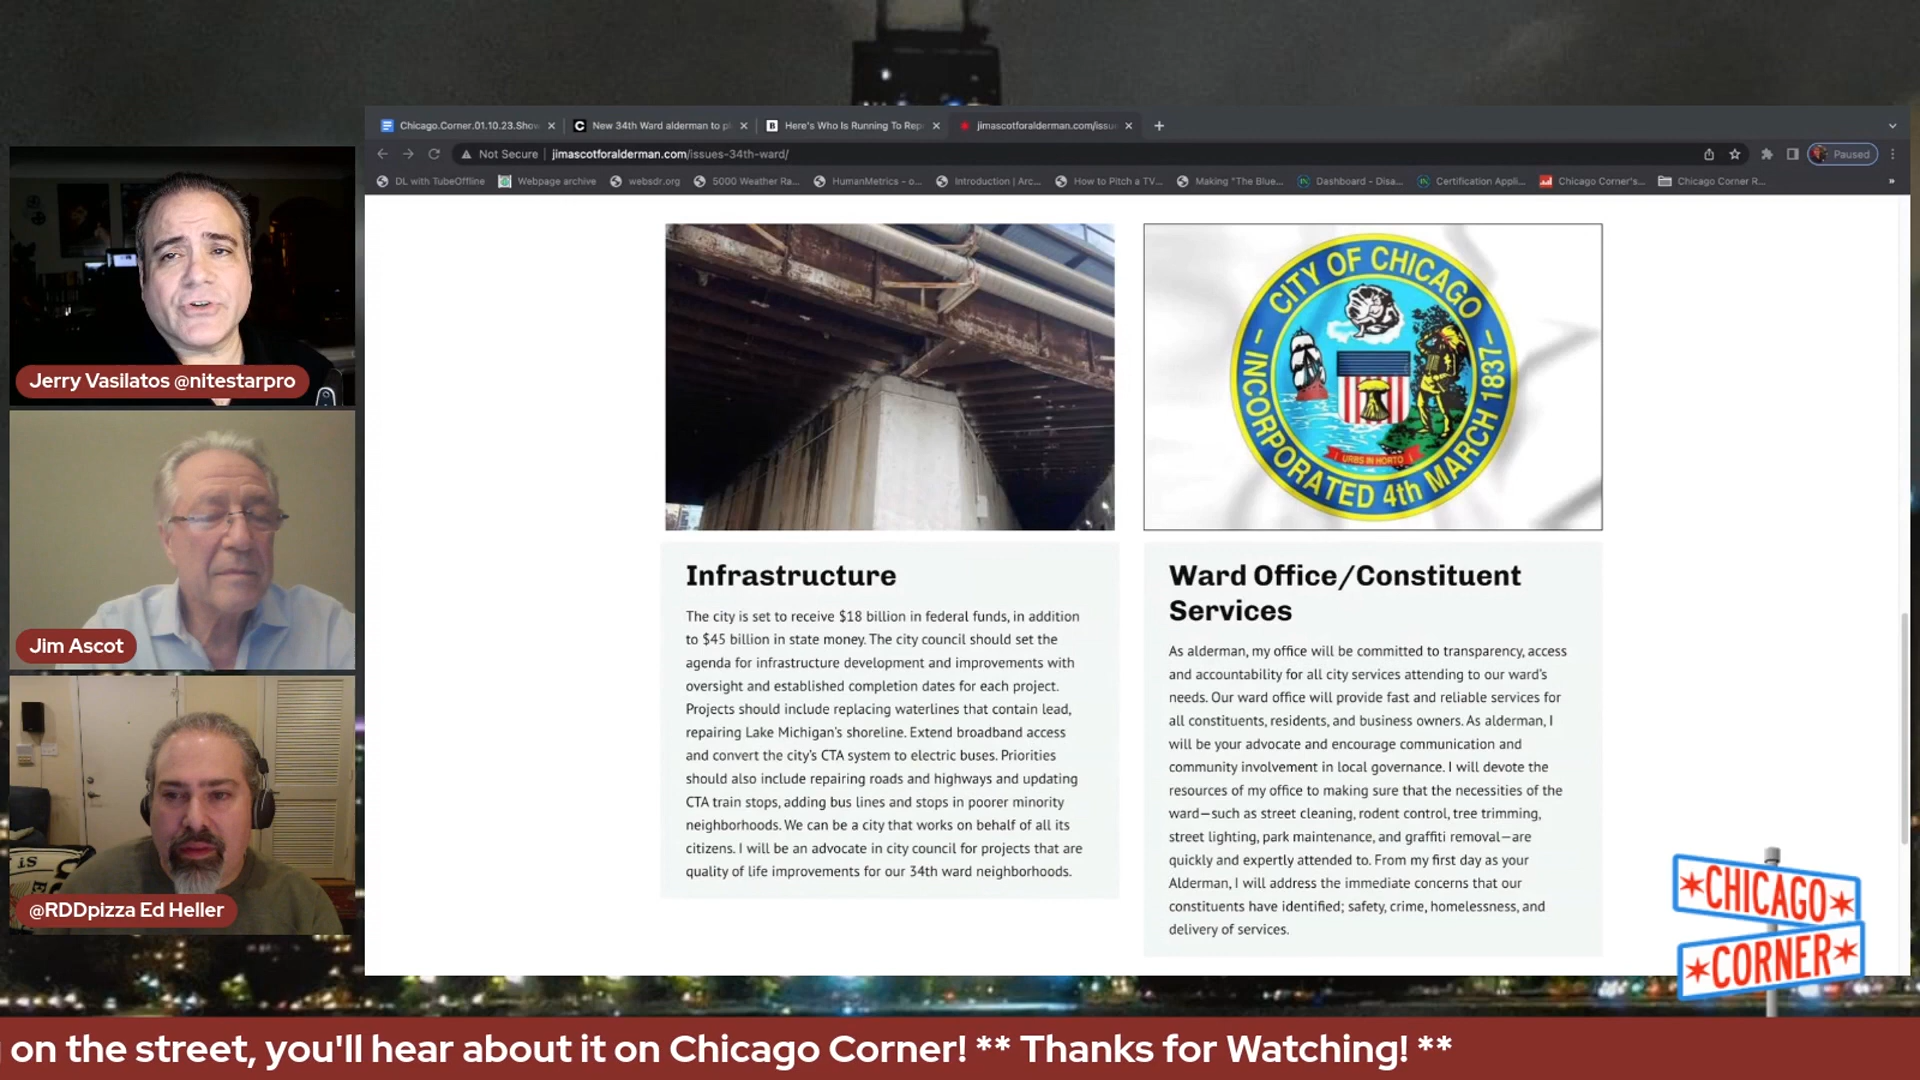 Chicago.Corner.01.10.23.Show
New 34th Ward alderman to pl
Here's Who Is Running To Rep
jimascotforalderman.com/issu
Not Secure | jimascotforalderman.com/issues-34th-ward/
Paused
DL with TubeOffline
Webpage archive
websdr.org
5000 Weather Ra...
HumanMetrics - o...
Introduction | Arc...
How to Pitch a TV...
Making "The Blue...
Dashboard - Disa...
Certification Appli...
Chicago Corner's...
Chicago Corner R...
»
Jerry Vasilatos @nitestarpro
Jim Ascot
@RDDpizza Ed Heller
CITY OF CHICAGO
INCORPORATED 4th MARCH 1837
URBS IN HORTO
Infrastructure
The city is set to receive $18 billion in federal funds, in addition
to $45 billion in state money. The city council should set the
agenda for infrastructure development and improvements with
oversight and established completion dates for each project.
Projects should include replacing waterlines that contain lead,
repairing Lake Michigan's shoreline. Extend broadband access
and convert the city's CTA system to electric buses. Priorities
should also include repairing roads and highways and updating
CTA train stops, adding bus lines and stops in poorer minority
neighborhoods. We can be a city that works on behalf of all its
citizens. I will be an advocate in city council for projects that are
quality of life improvements for our 34th ward neighborhoods.
Ward Office/Constituent
Services
As alderman, my office will be committed to transparency, access
and accountability for all city services attending to our ward's
needs. Our ward office will provide fast and reliable services for
all constituents, residents, and business owners. As alderman, I
will be your advocate and encourage communication and
community involvement in local governance. I will devote the
resources of my office to making sure that the necessities of the
ward—such as street cleaning, rodent control, tree trimming,
street lighting, park maintenance, and graffiti removal—are
quickly and expertly attended to. From my first day as your
Alderman, I will address the immediate concerns that our
constituents have identified; safety, crime, homelessness, and
delivery of services.
IS
CHICAGO
CORNER
on the street, you'll hear about it on Chicago Corner! ** Thanks for Watching! **